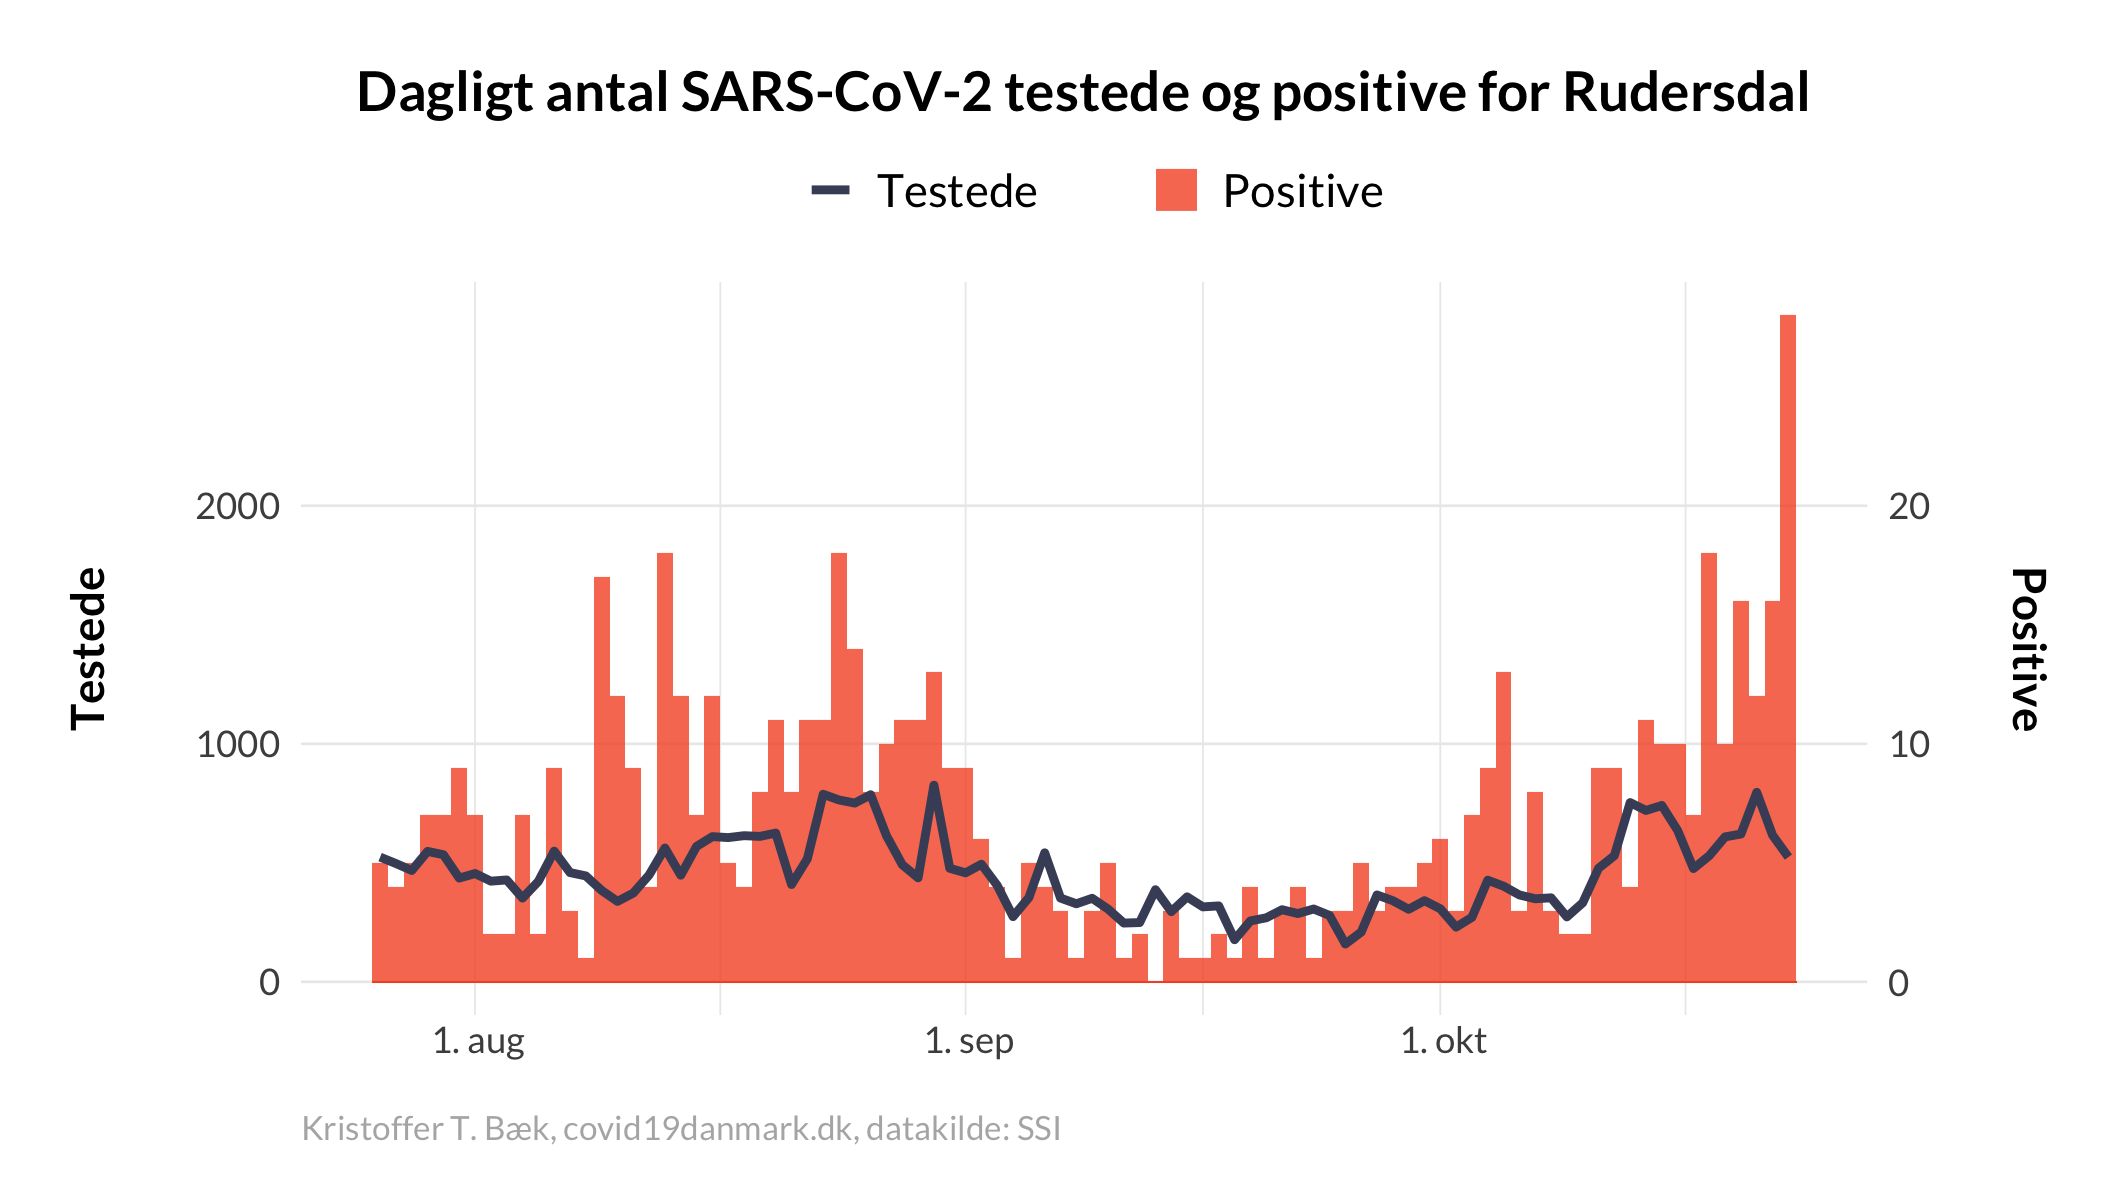 Dagligt antal SARS-CoV-2 testede og positive for Rudersdal
Testede
Positive
2000
1000
0
Testede
20
10
0
Positive
1. aug
1. sep
1. okt
Kristoffer T. Bæk, covid19danmark.dk, datakilde: SSI